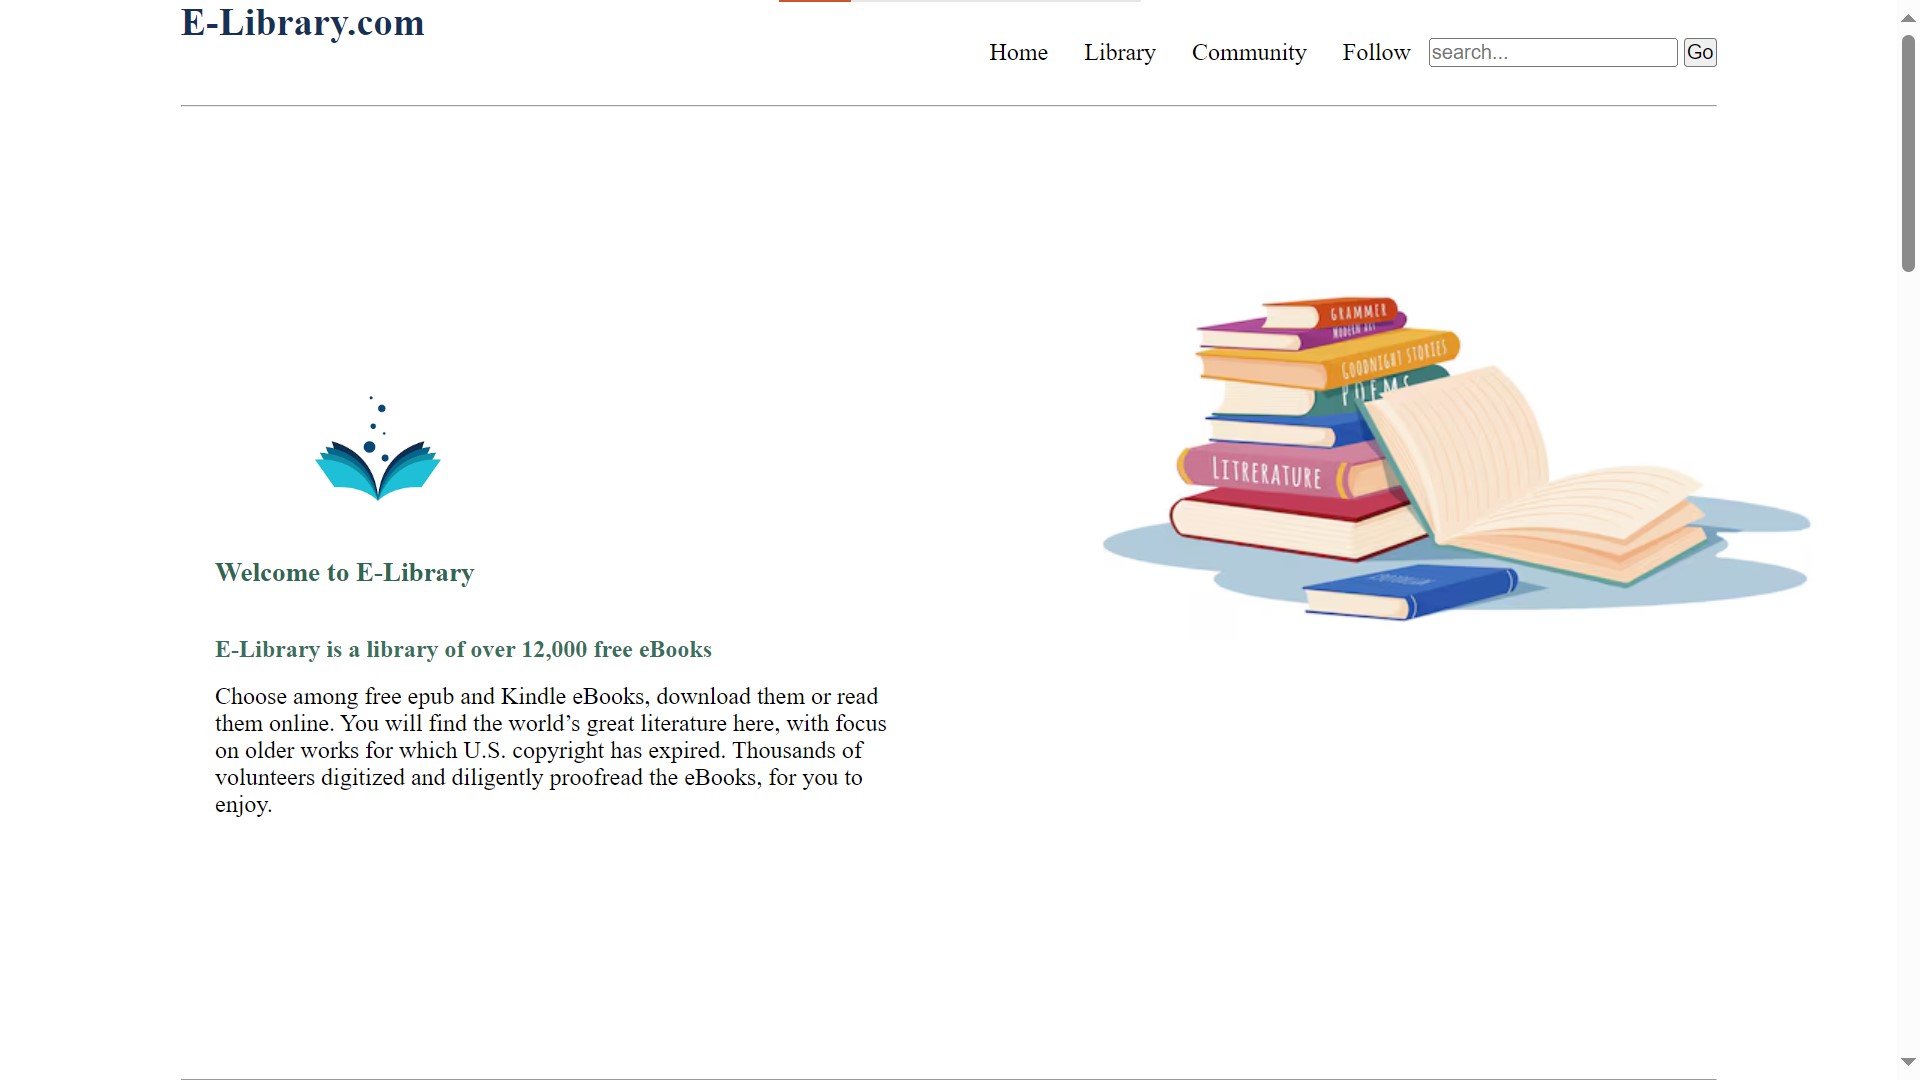 E-Library.com
Home Library Community Follow search... Go
GRAMMER
MODERN ART
GOODNIGHT STORIES
POEMS
LITRERATURE
Welcome to E-Library
E-Library is a library of over 12,000 free eBooks
Choose among free epub and Kindle eBooks, download them or read
them online. You will find the world’s great literature here, with focus
on older works for which U.S. copyright has expired. Thousands of
volunteers digitized and diligently proofread the eBooks, for you to
enjoy.